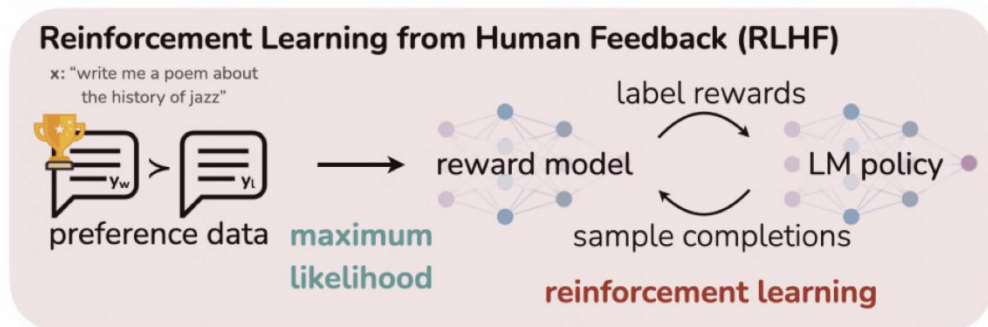 Reinforcement Learning from Human Feedback (RLHF)
x: “write me a poem about
the history of jazz”
label rewards
yw
>
yl
reward model
LM policy
preference data
maximum
likelihood
sample completions
reinforcement learning